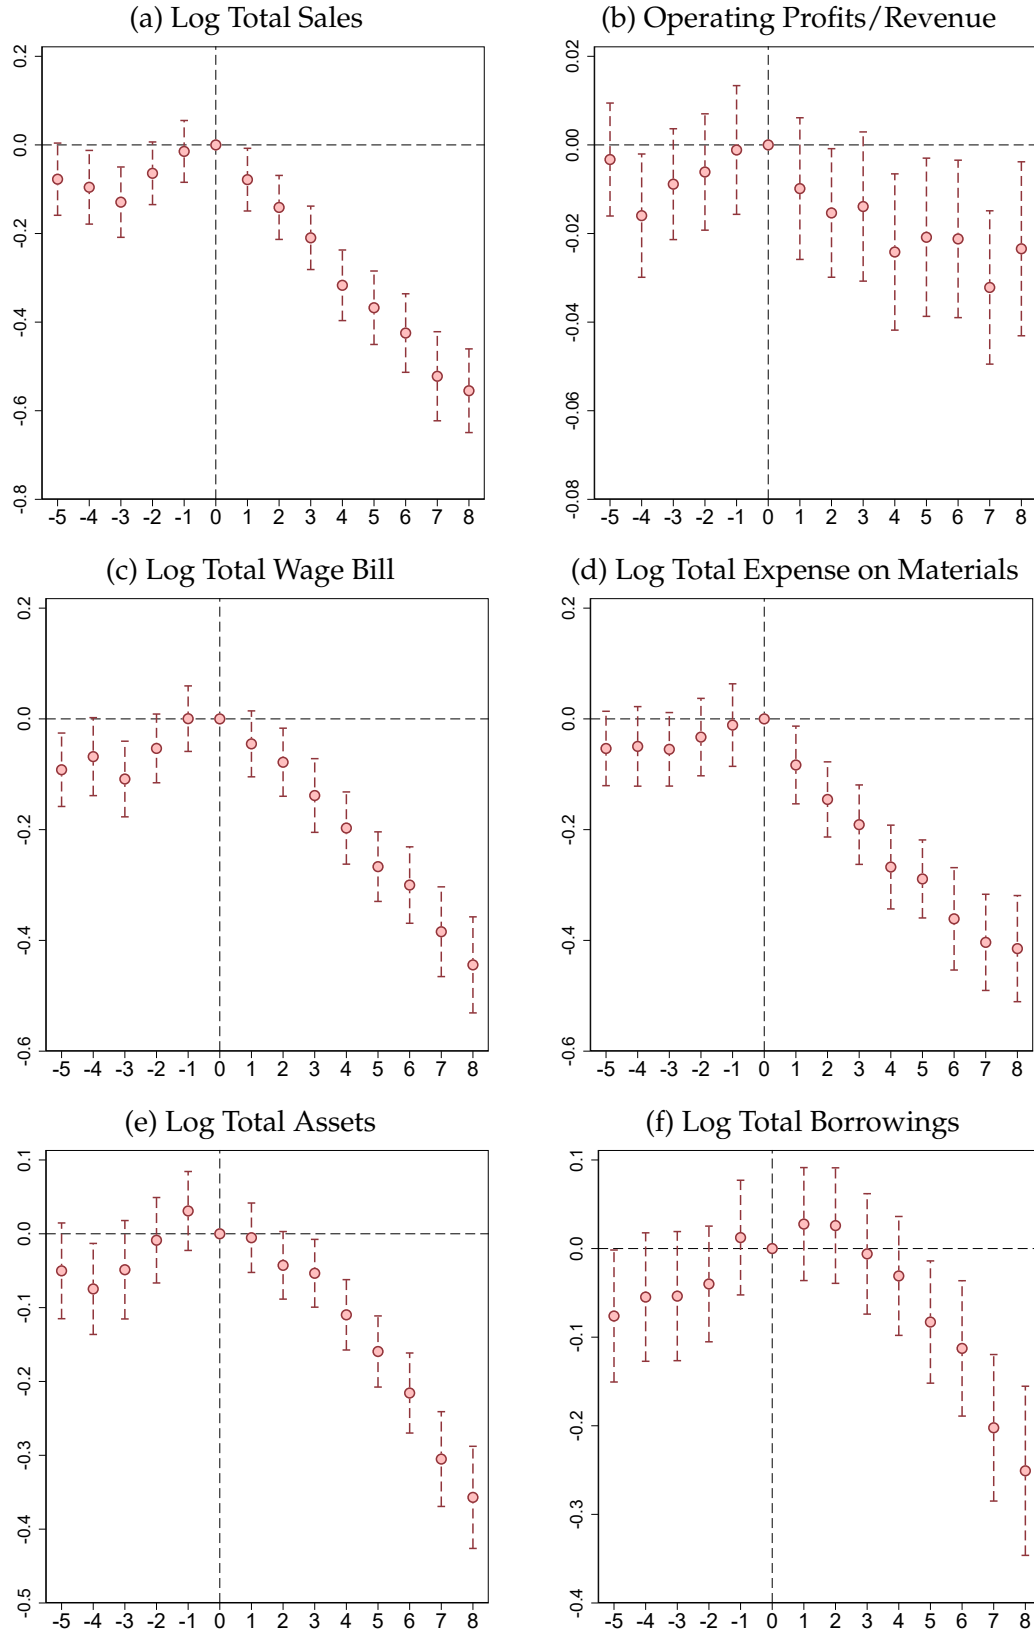 (a) Log Total Sales
0.2
0.0
-0.2
-0.4
-0.6
-0.8
-5 -4 -3 -2 -1 0 1 2 3 4 5 6 7 8
(b) Operating Profits/Revenue
0.02
0.00
-0.02
-0.04
-0.06
-0.08
-5 -4 -3 -2 -1 0 1 2 3 4 5 6 7 8
(c) Log Total Wage Bill
0.2
0.0
-0.2
-0.4
-0.6
-5 -4 -3 -2 -1 0 1 2 3 4 5 6 7 8
(d) Log Total Expense on Materials
0.2
0.0
-0.2
-0.4
-0.6
-5 -4 -3 -2 -1 0 1 2 3 4 5 6 7 8
(e) Log Total Assets
0.1
0.0
-0.1
-0.2
-0.3
-0.4
-0.5
-5 -4 -3 -2 -1 0 1 2 3 4 5 6 7 8
(f) Log Total Borrowings
0.1
0.0
-0.1
-0.2
-0.3
-0.4
-5 -4 -3 -2 -1 0 1 2 3 4 5 6 7 8